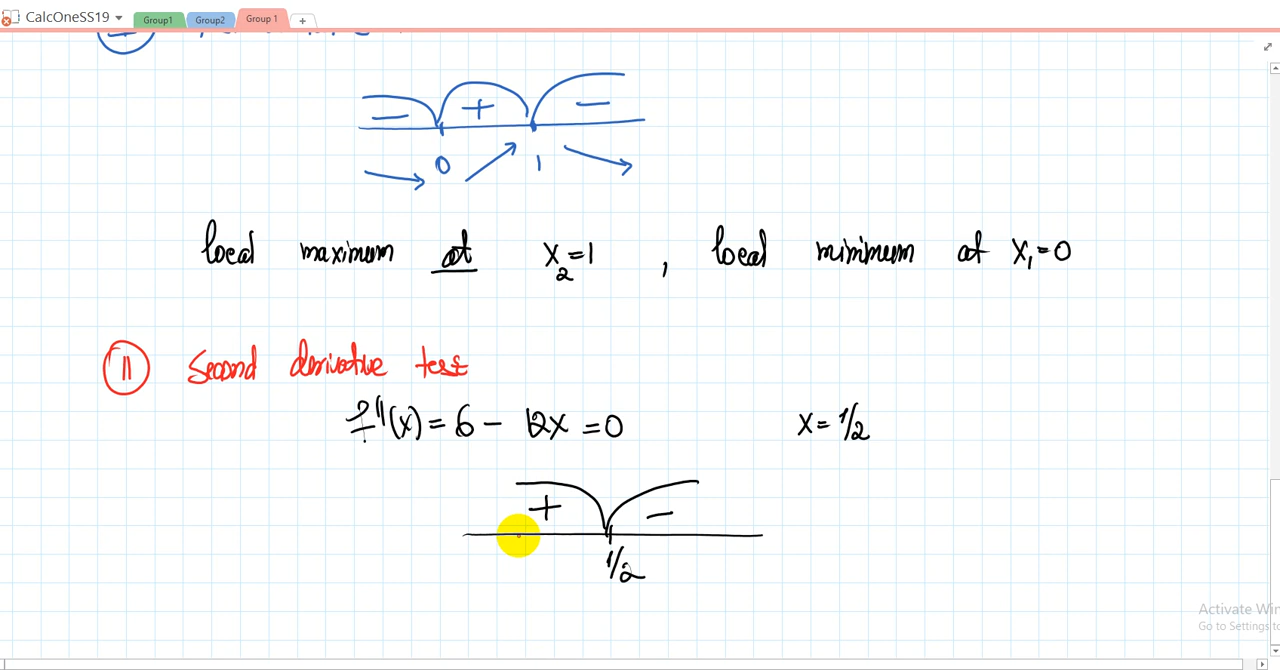 CalcOneSS19 Group1 Group2 Group 1 +
− + −
0 1
local maximum at x₂=1 , local minimum at x₁=0
II Second derivative test
f''(x) = 6 − 12x = 0 x = 1/2
+ −
1/2
Activate Win
Go to Settings to